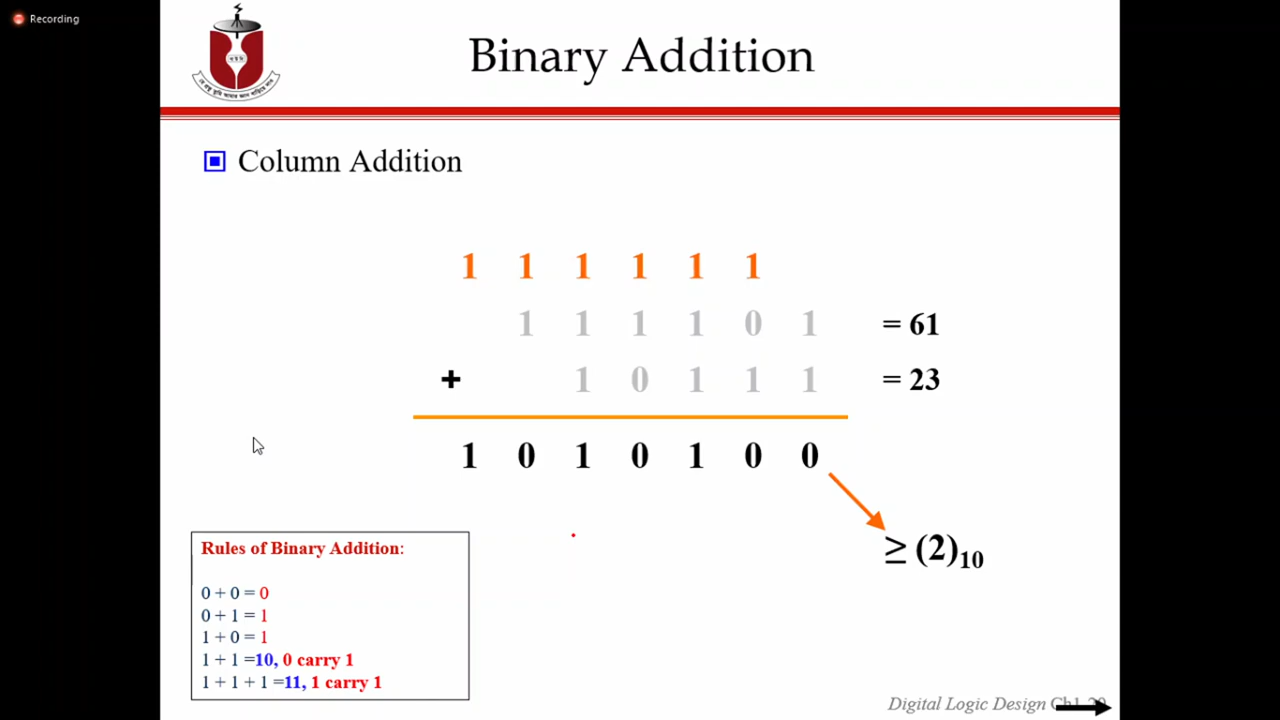 Recording
Binary Addition
Column Addition
1 1 1 1 1 1
1 1 1 1 0 1 = 61
+ 1 0 1 1 1 = 23
1 0 1 0 1 0 0
≥ (2)10
Rules of Binary Addition:
0 + 0 = 0
0 + 1 = 1
1 + 0 = 1
1 + 1 =10, 0 carry 1
1 + 1 + 1 =11, 1 carry 1
Digital Logic Design